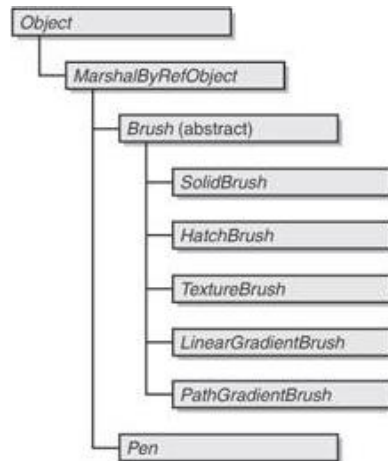 Object
MarshalByRefObject
Brush (abstract)
SolidBrush
HatchBrush
TextureBrush
LinearGradientBrush
PathGradientBrush
Pen